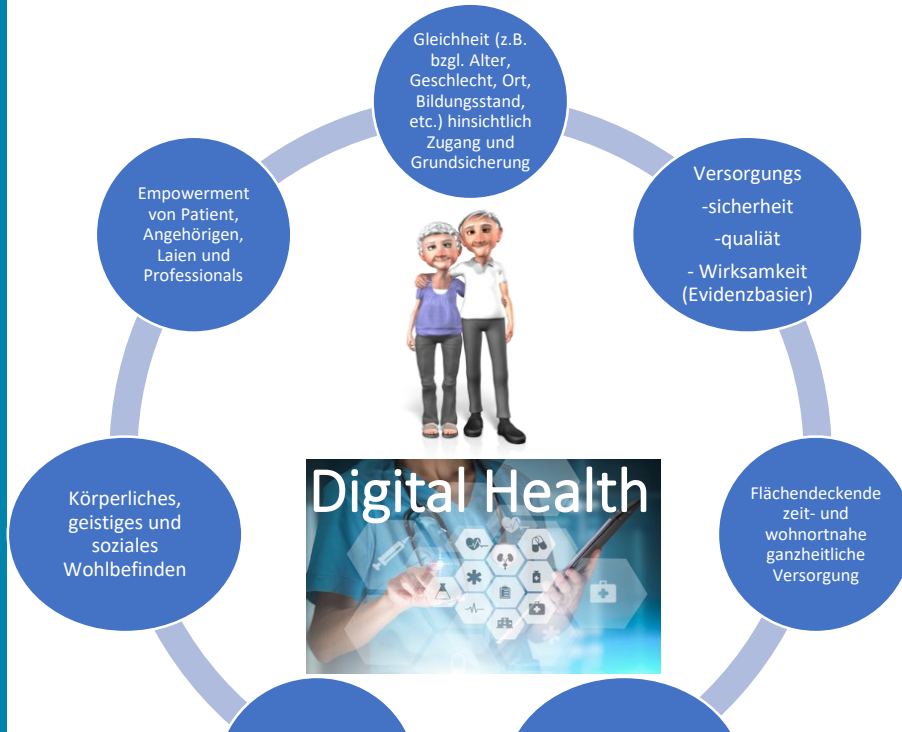 Gleichheit (z.B.
bzgl. Alter,
Geschlecht, Ort,
Bildungsstand,
etc.) hinsichtlich
Zugang und
Grundsicherung
Versorgungs
-sicherheit
-qualiät
- Wirksamkeit
(Evidenzbasier)
Flächendeckende
zeit- und
wohnortnahe
ganzheitliche
Versorgung
Körperliches,
geistiges und
soziales
Wohlbefinden
Empowerment
von Patient,
Angehörigen,
Laien und
Professionals
Digital Health